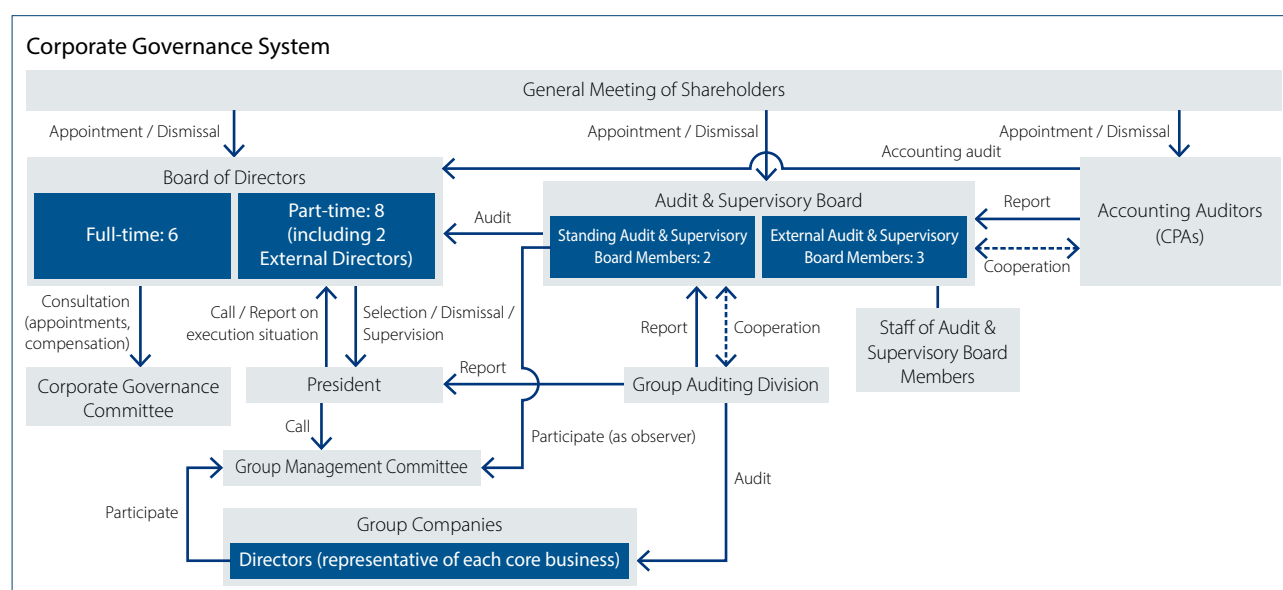 Corporate Governance System
General Meeting of Shareholders
Appointment / Dismissal
Appointment / Dismissal
Appointment / Dismissal
Accounting audit
Board of Directors
Full-time: 6
Part-time: 8
(including 2
External Directors)
Audit
Audit & Supervisory Board
Standing Audit & Supervisory
Board Members: 2
External Audit & Supervisory
Board Members: 3
Report
Cooperation
Accounting Auditors
(CPAs)
Consultation
(appointments,
compensation)
Call / Report on
execution situation
Selection / Dismissal /
Supervision
Report
Cooperation
Staff of Audit &
Supervisory Board
Members
Corporate Governance
Committee
President
Report
Group Auditing Division
Call
Participate (as observer)
Group Management Committee
Audit
Participate
Group Companies
Directors (representative of each core business)